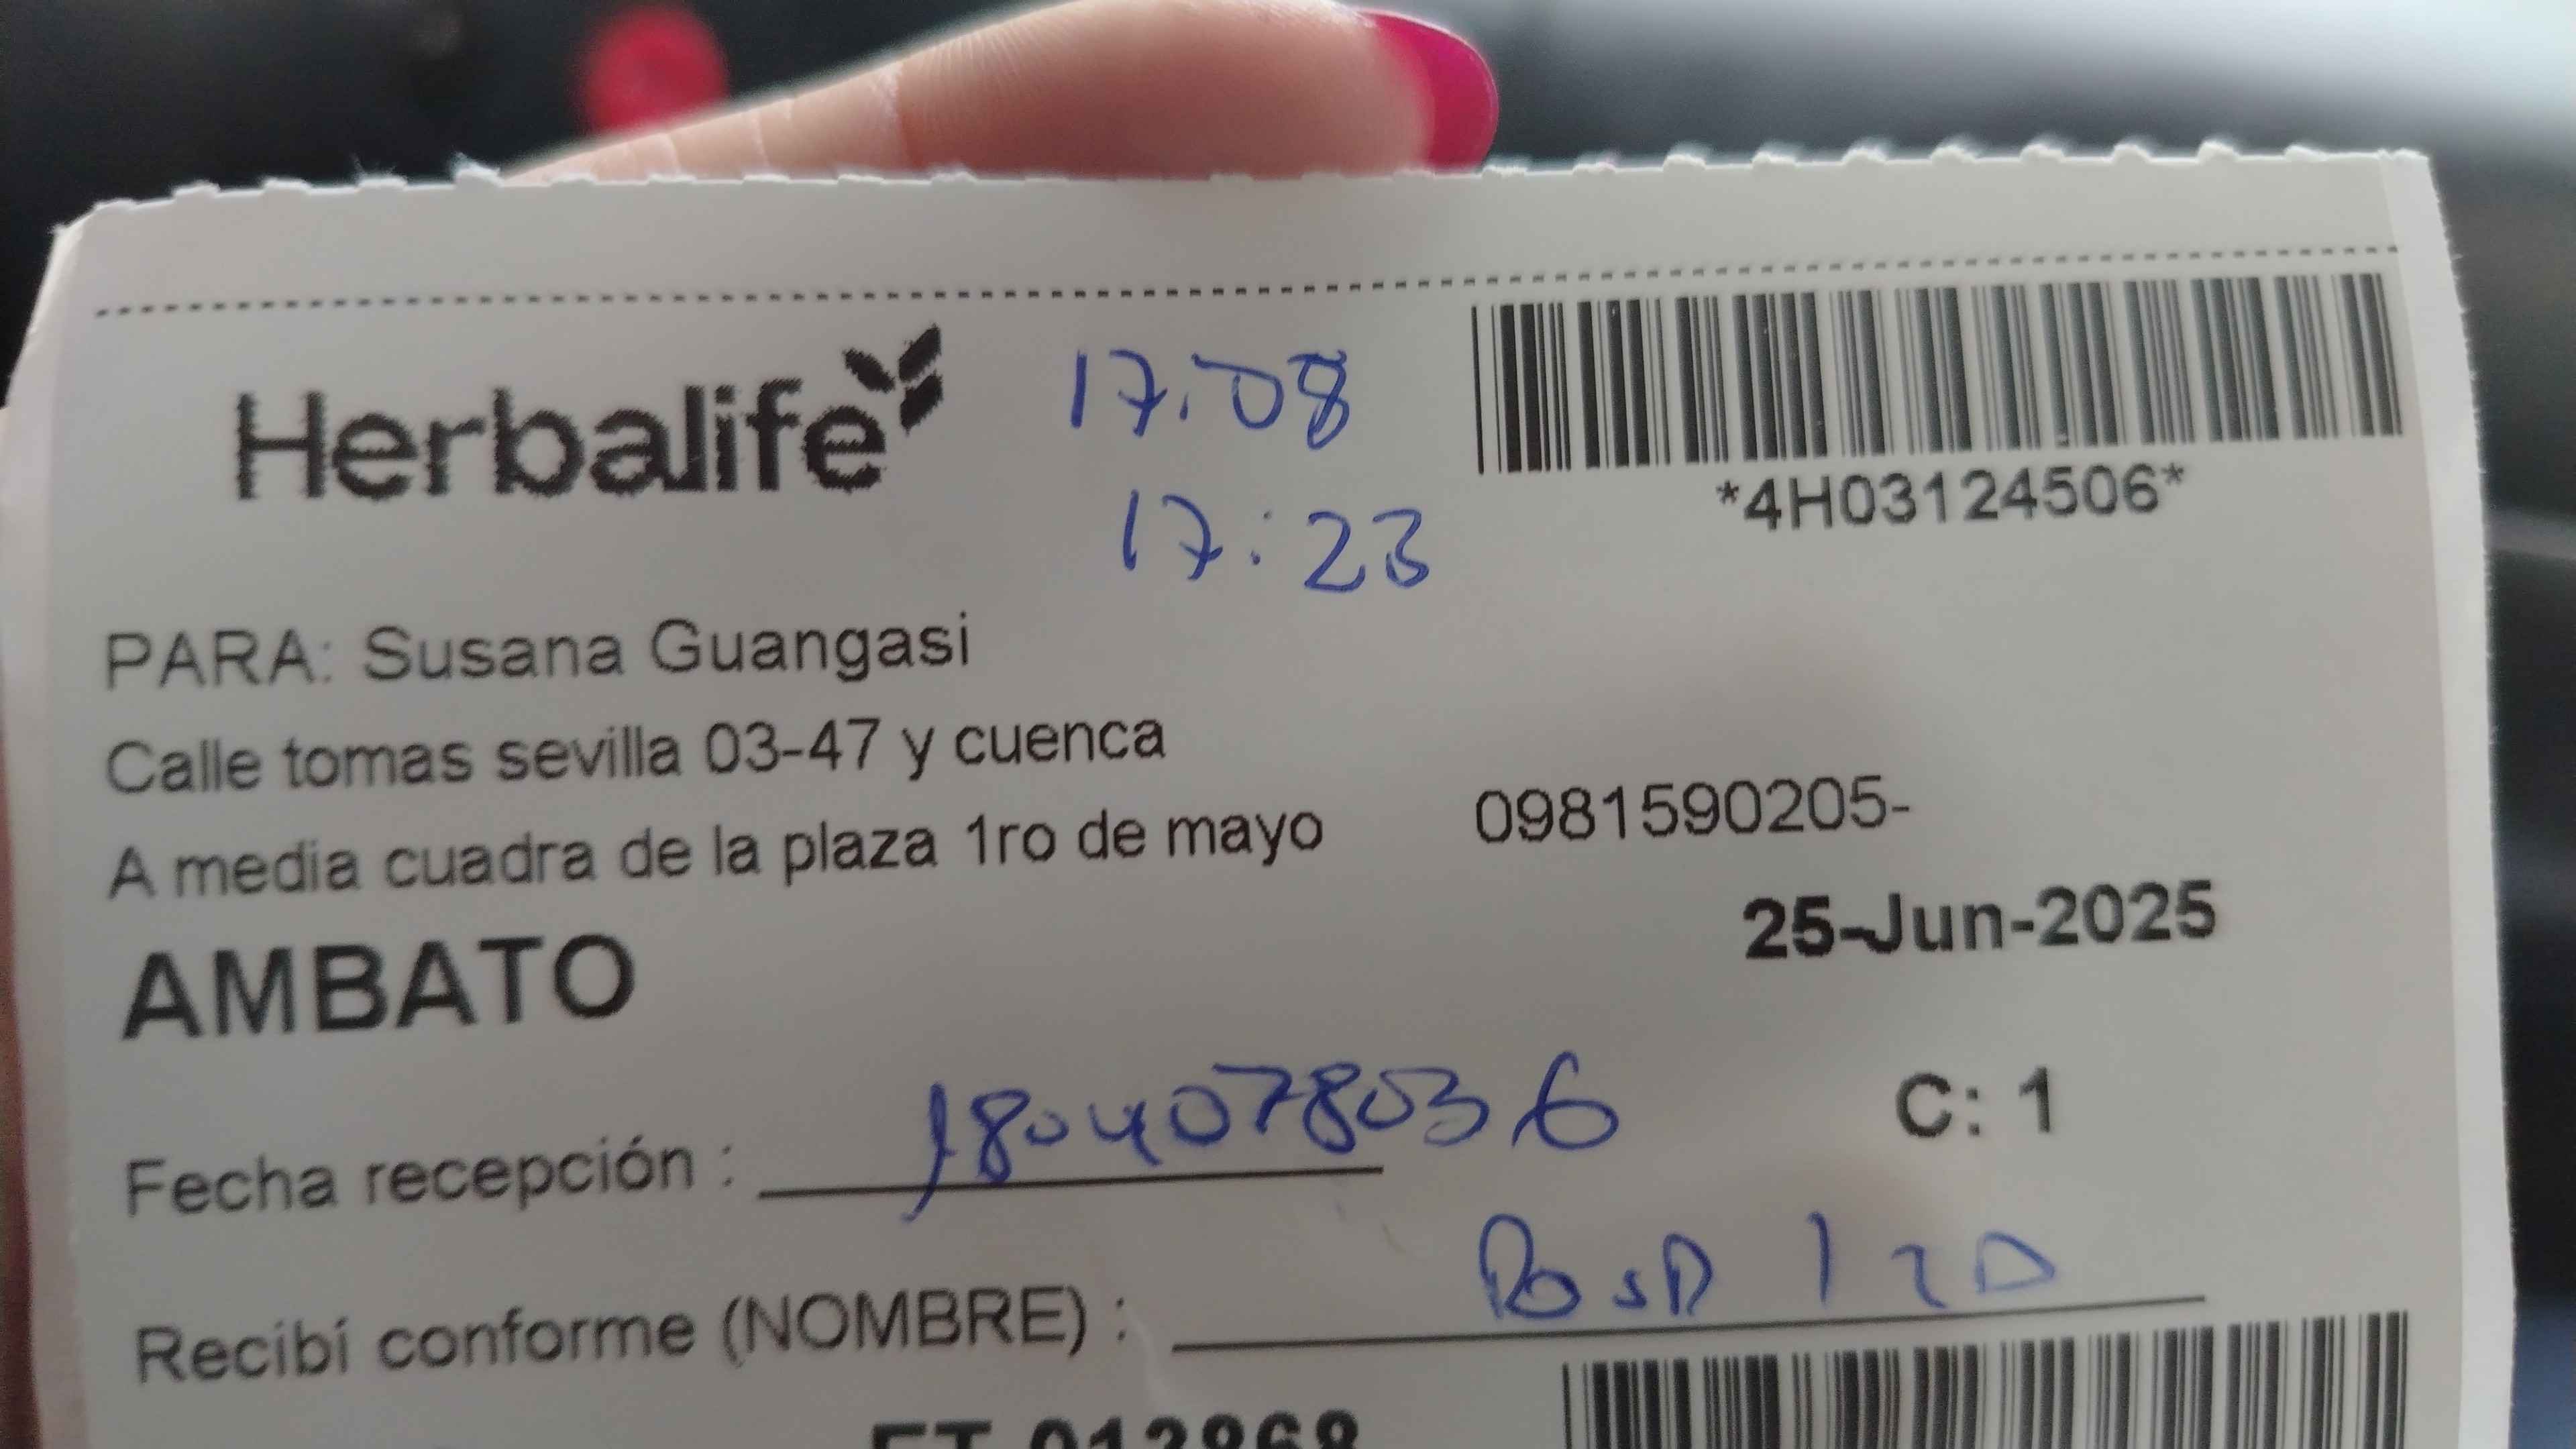 Herbalife
17.08
17:23
*4H03124506*
PARA: Susana Guangasi
Calle tomas sevilla 03-47 y cuenca
A media cuadra de la plaza 1ro de mayo
0981590205-
25-Jun-2025
AMBATO
1804078036
C: 1
Fecha recepción :
Recibí conforme (NOMBRE) :